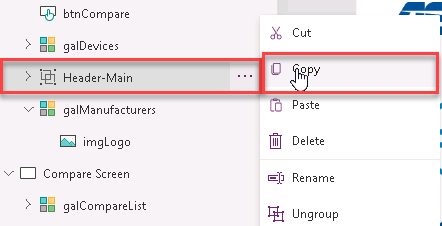 btnCompare
galDevices
Header-Main
galManufacturers
imgLogo
Compare Screen
galCompareList
Cut
Copy
Paste
Delete
Rename
Ungroup